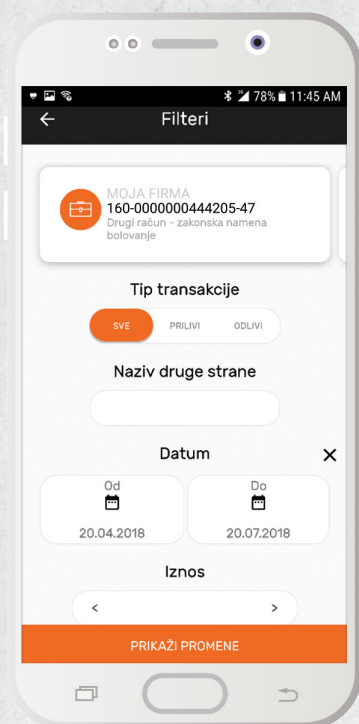 78% 11:45 AM
Filteri
MOJA FIRMA
160-0000000444205-47
Drugi račun - zakonska namena
bolovanje
Tip transakcije
SVE PRILIVI ODLIVI
Naziv druge strane
Datum
Od Do
20.04.2018 20.07.2018
Iznos
< >
PRIKAŽI PROMENE